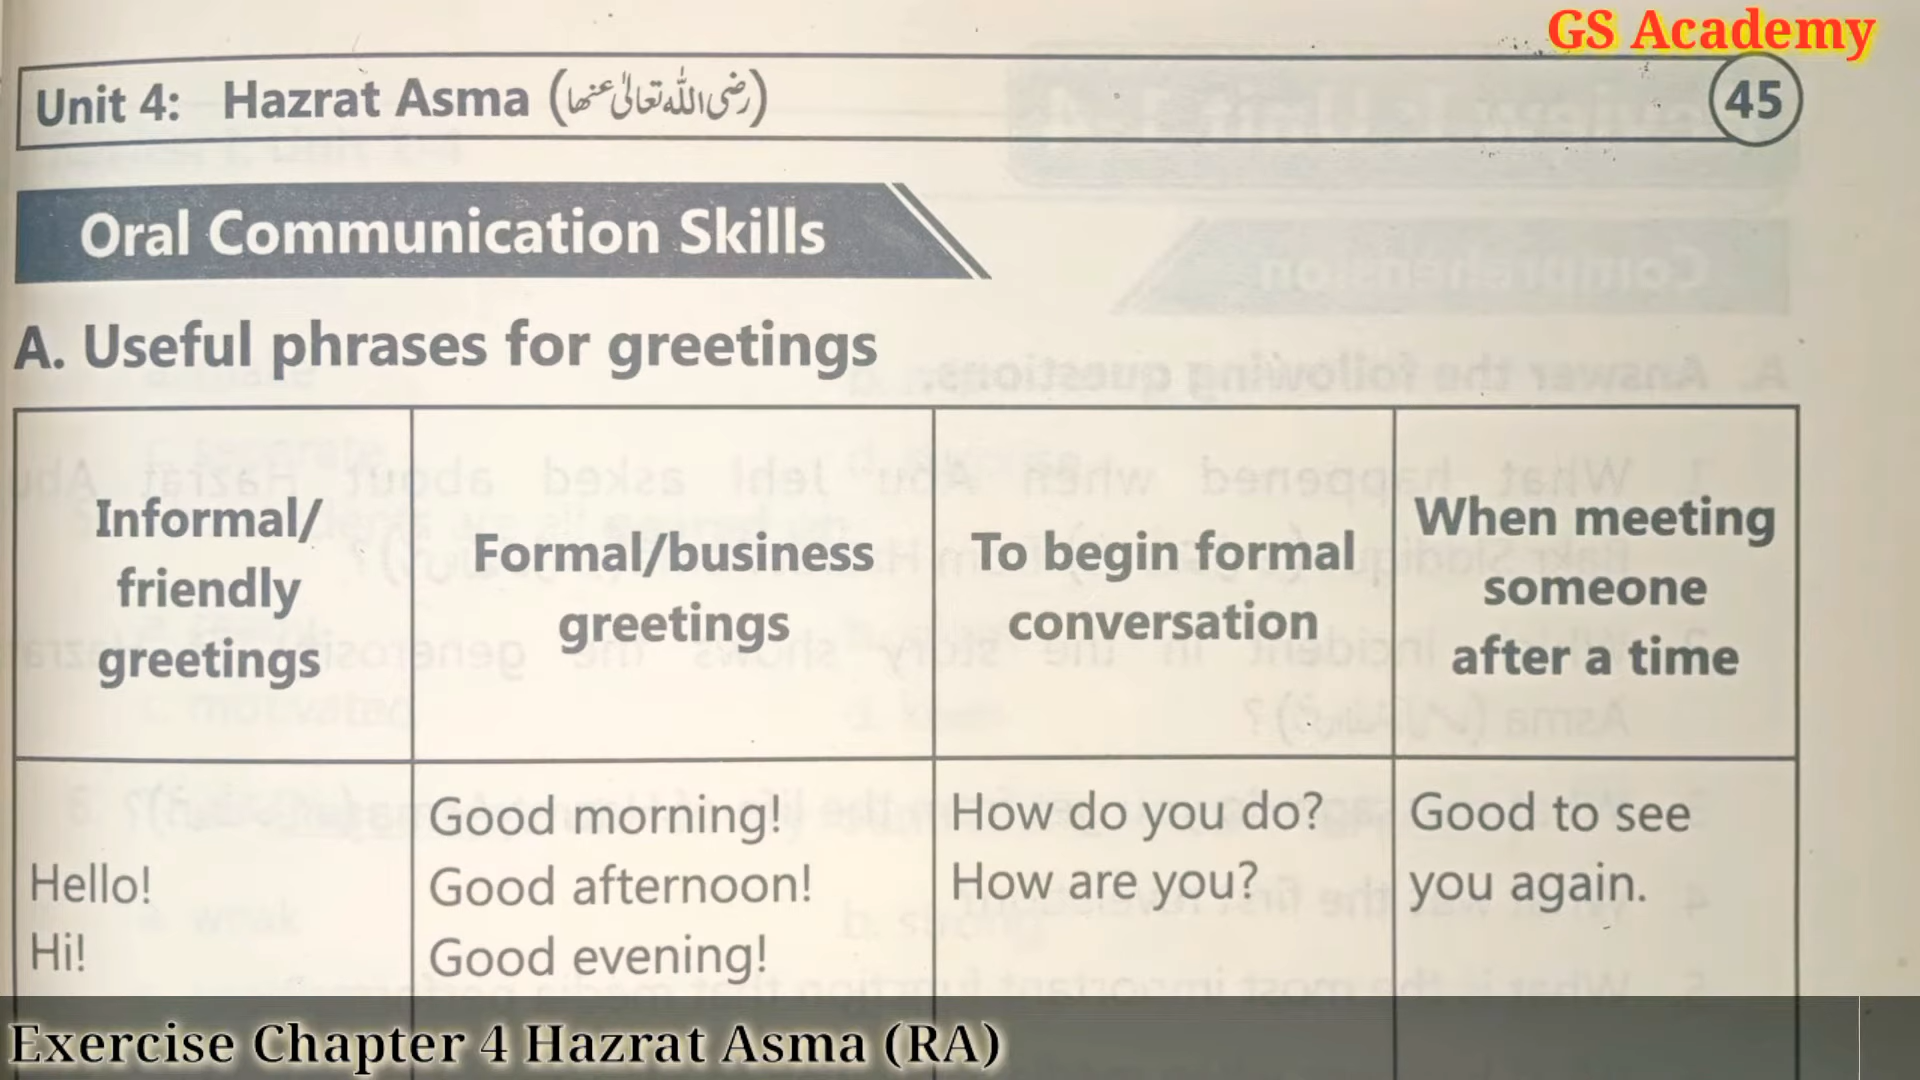 GS Academy
Unit 4: Hazrat Asma (رضی اللہ تعالیٰ عنھا)
45
Oral Communication Skills
A. Useful phrases for greetings
Informal/
friendly
greetings
Formal/business
greetings
To begin formal
conversation
When meeting
someone
after a time
Hello!
Hi!
Good morning!
Good afternoon!
Good evening!
How do you do?
How are you?
Good to see
you again.
Exercise Chapter 4 Hazrat Asma (RA)